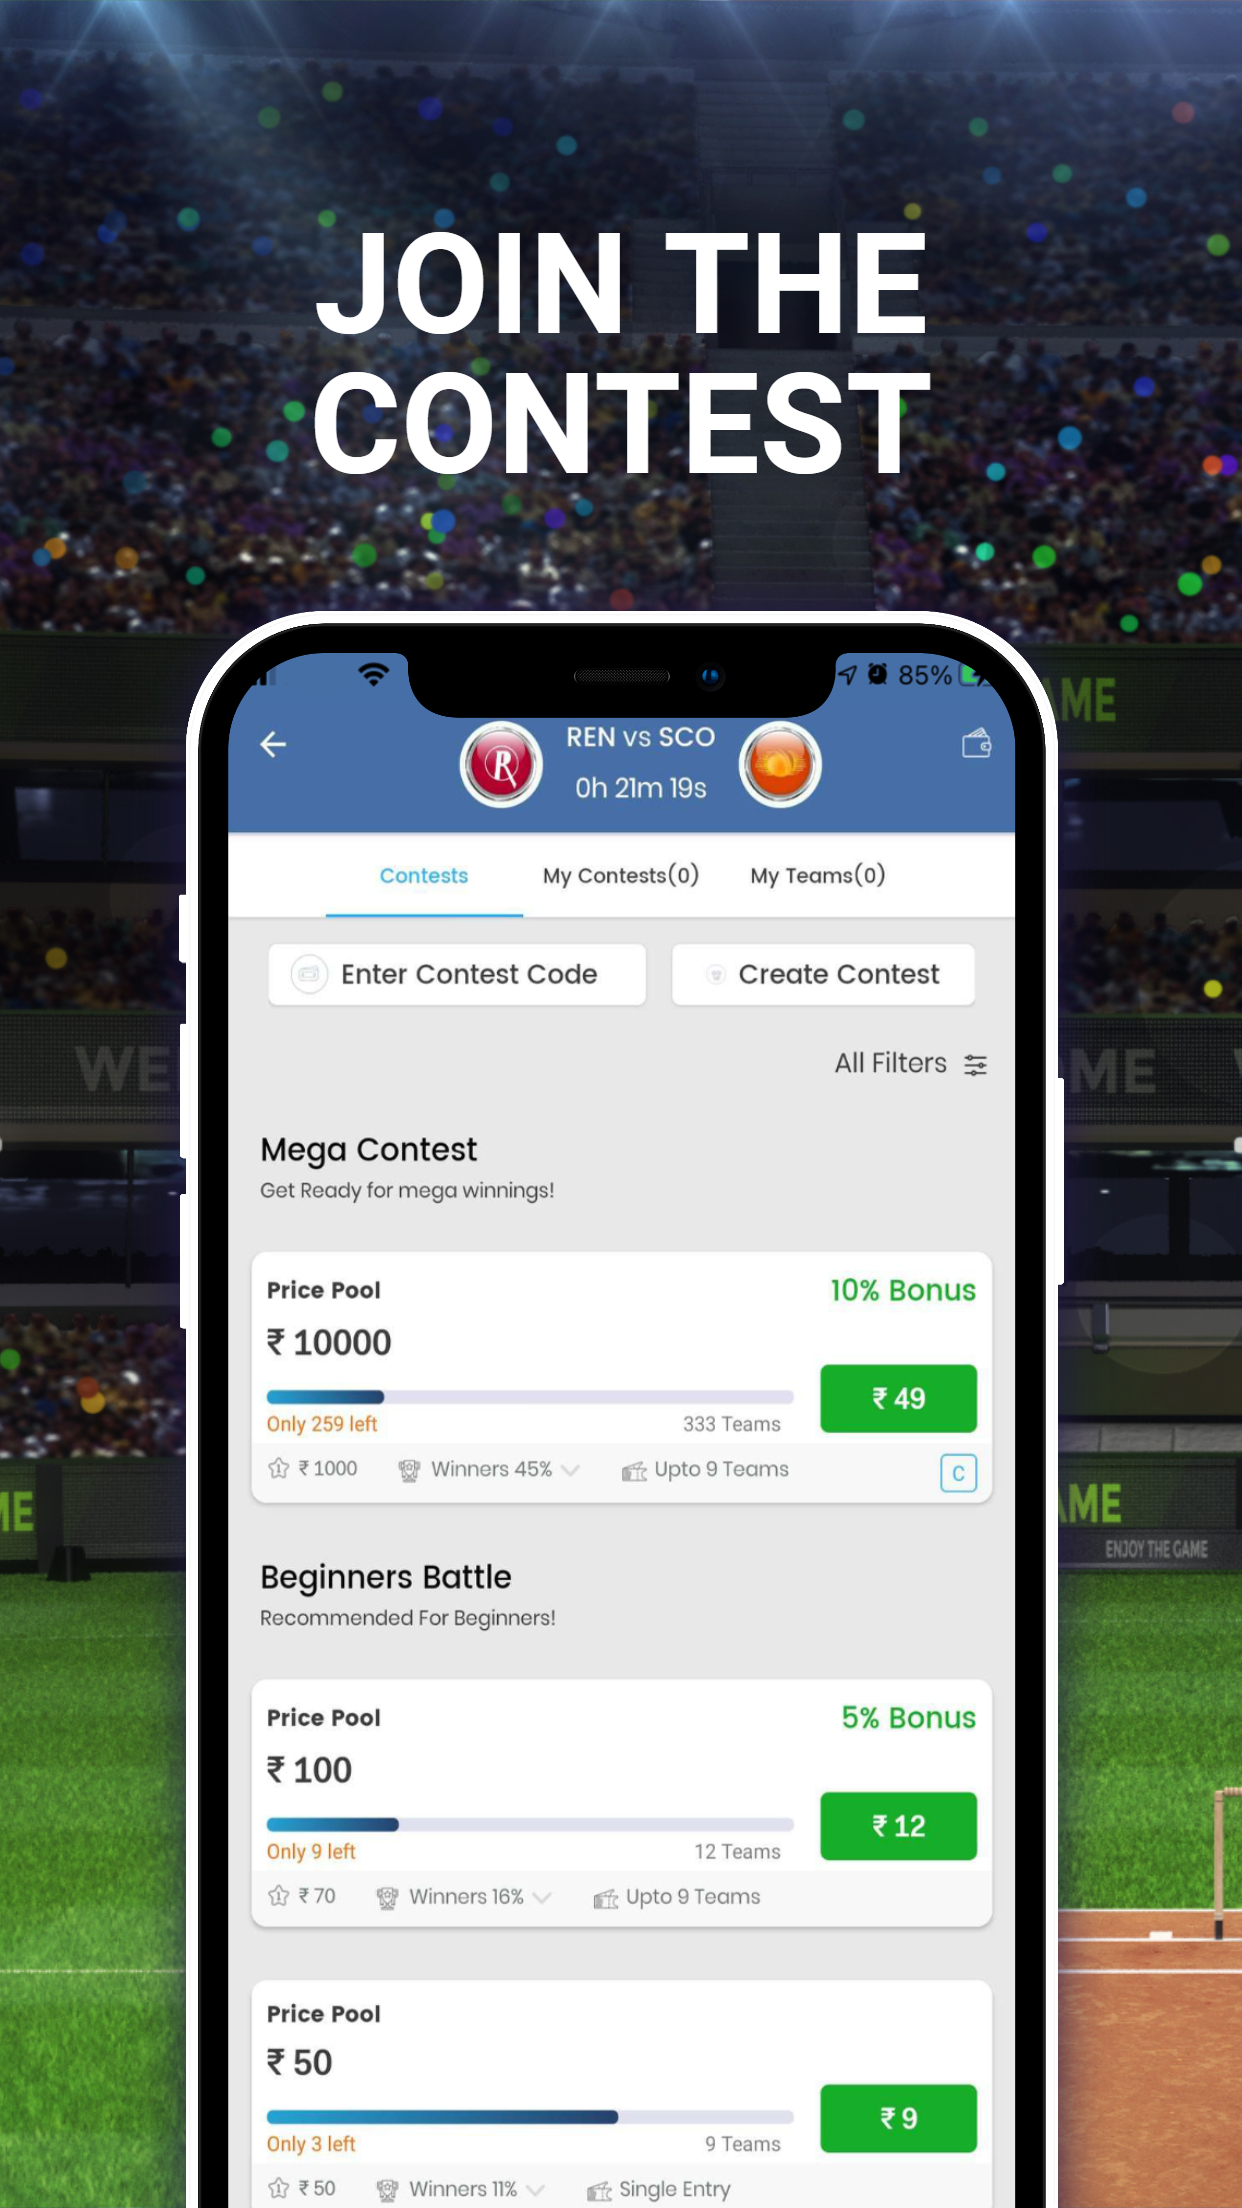 JOIN THE
CONTEST
AME
85%
REN vs SCO
0h 21m 19s
Contests
My Contests(0)
My Teams(0)
Enter Contest Code
Create Contest
WE
ME
All Filters
Mega Contest
Get Ready for mega winnings!
Price Pool
10% Bonus
₹ 10000
₹ 49
Only 259 left
333 Teams
₹ 1000
Winners 45%
Upto 9 Teams
C
ME
AME
ENJOY THE GAME
Beginners Battle
Recommended For Beginners!
Price Pool
5% Bonus
₹ 100
₹ 12
Only 9 left
12 Teams
₹ 70
Winners 16%
Upto 9 Teams
Price Pool
₹ 50
₹ 9
Only 3 left
9 Teams
₹ 50
Winners 11%
Single Entry